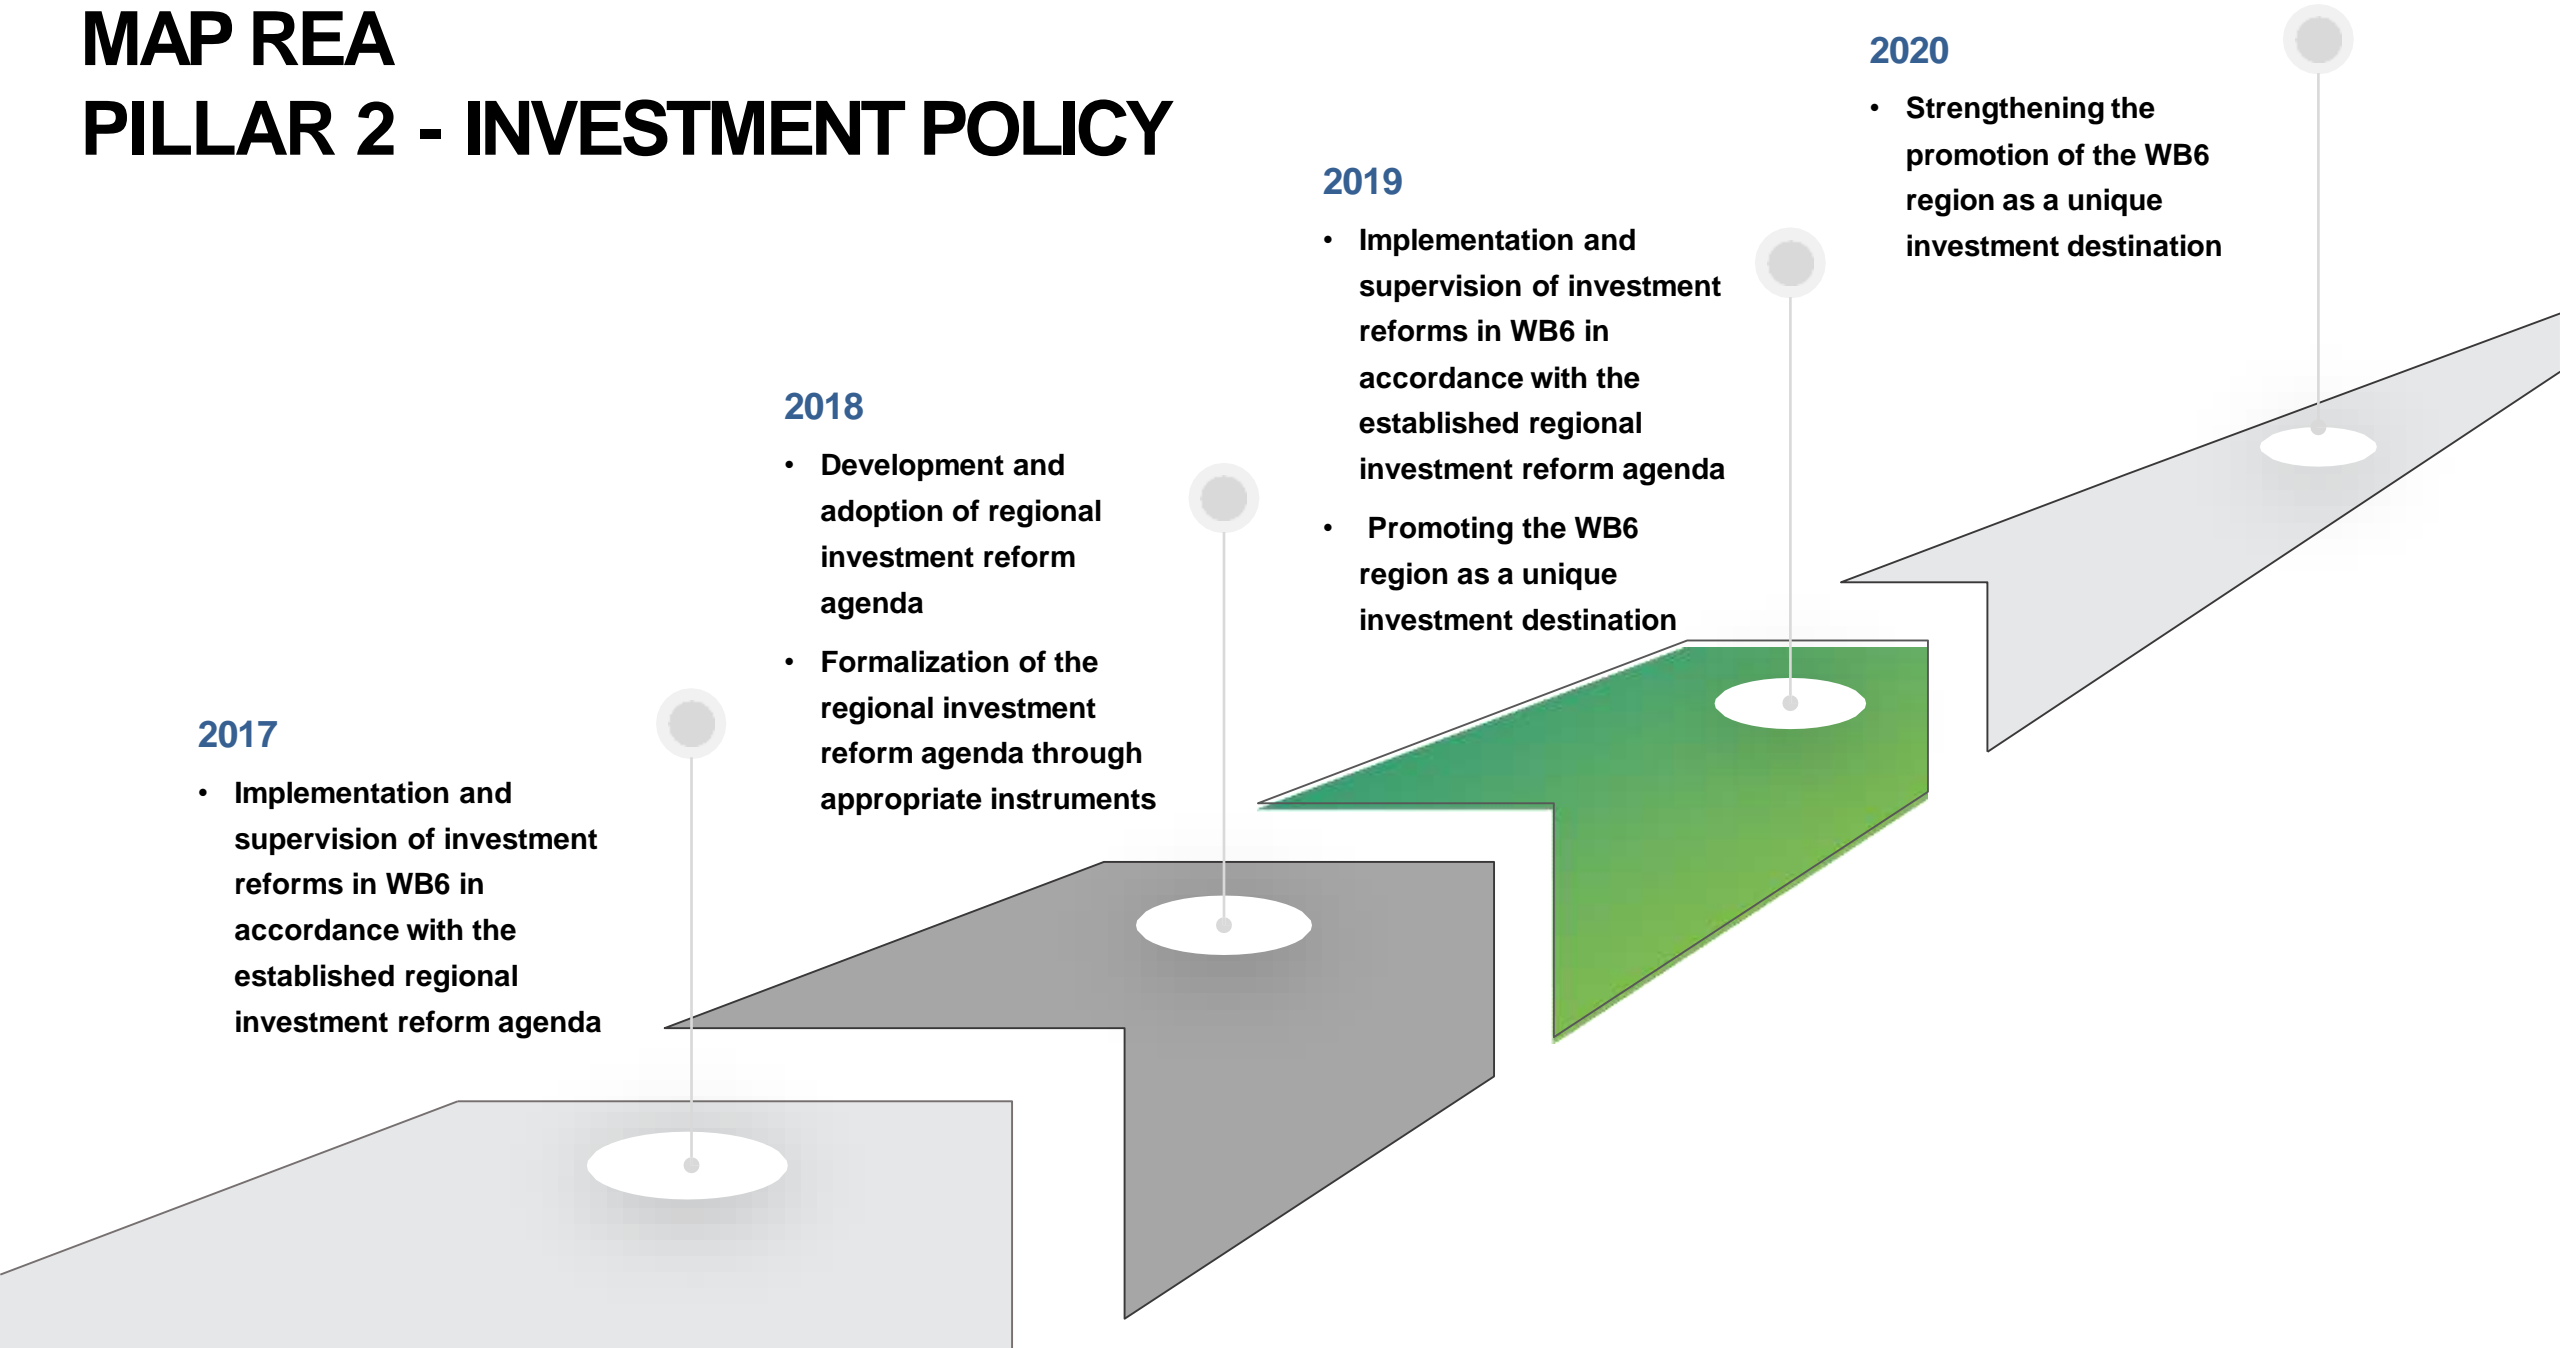 MAP REA
PILLAR 2 - INVESTMENT POLICY
2017
• Implementation and
supervision of investment
reforms in WB6 in
accordance with the
established regional
investment reform agenda
2018
• Development and
adoption of regional
investment reform
agenda
• Formalization of the
regional investment
reform agenda through
appropriate instruments
2019
• Implementation and
supervision of investment
reforms in WB6 in
accordance with the
established regional
investment reform agenda
• Promoting the WB6
region as a unique
investment destination
2020
• Strengthening the
promotion of the WB6
region as a unique
investment destination